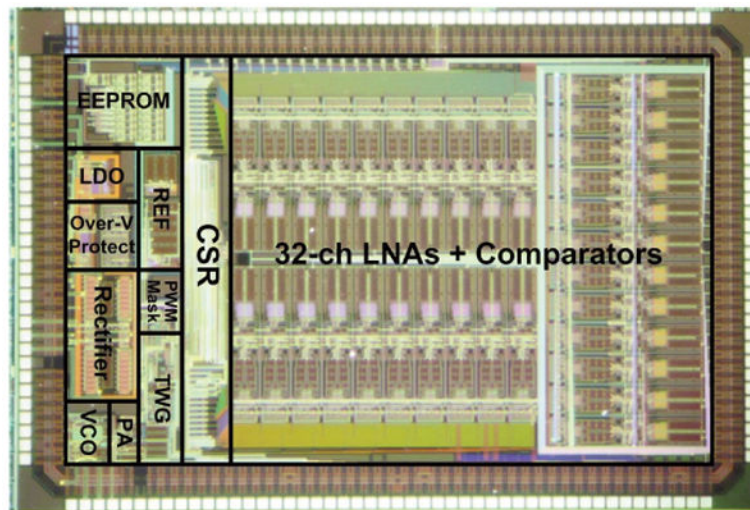 EEPROM
LDO
REF
Over-V
Protect
CSR
32-ch LNAs + Comparators
Rectifier
PWM
Mask
TWG
VCO
PA